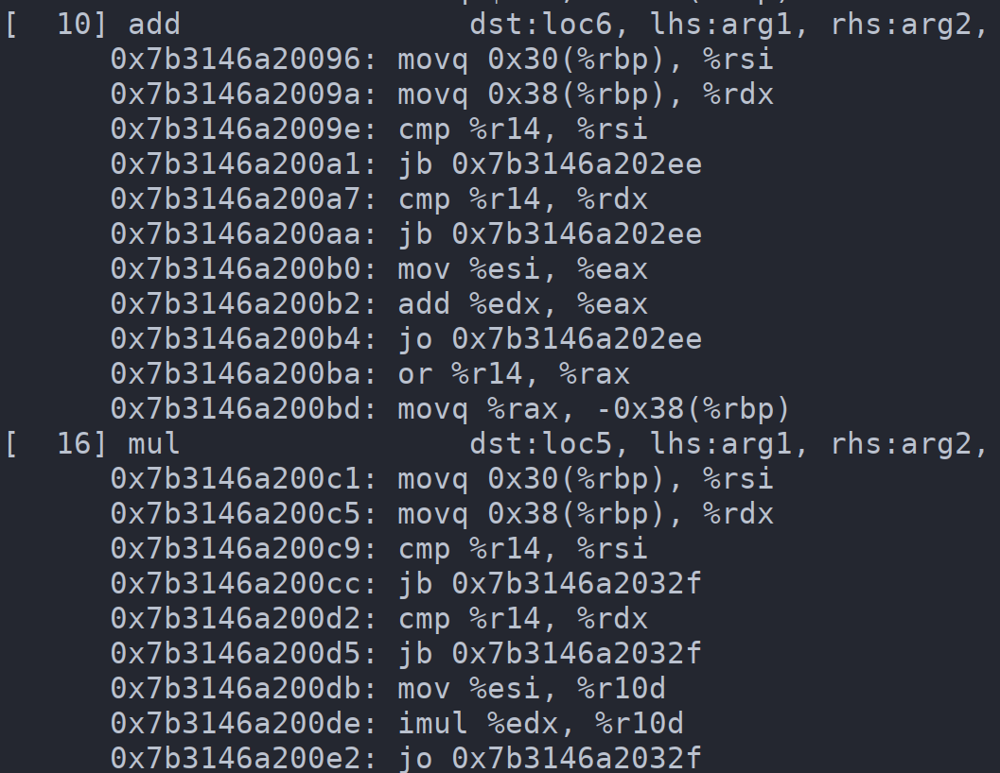 [  10] add                dst:loc6, lhs:arg1, rhs:arg2,
      0x7b3146a20096: movq 0x30(%rbp), %rsi
      0x7b3146a2009a: movq 0x38(%rbp), %rdx
      0x7b3146a2009e: cmp %r14, %rsi
      0x7b3146a200a1: jb 0x7b3146a202ee
      0x7b3146a200a7: cmp %r14, %rdx
      0x7b3146a200aa: jb 0x7b3146a202ee
      0x7b3146a200b0: mov %esi, %eax
      0x7b3146a200b2: add %edx, %eax
      0x7b3146a200b4: jo 0x7b3146a202ee
      0x7b3146a200ba: or %r14, %rax
      0x7b3146a200bd: movq %rax, -0x38(%rbp)
[  16] mul                dst:loc5, lhs:arg1, rhs:arg2,
      0x7b3146a200c1: movq 0x30(%rbp), %rsi
      0x7b3146a200c5: movq 0x38(%rbp), %rdx
      0x7b3146a200c9: cmp %r14, %rsi
      0x7b3146a200cc: jb 0x7b3146a2032f
      0x7b3146a200d2: cmp %r14, %rdx
      0x7b3146a200d5: jb 0x7b3146a2032f
      0x7b3146a200db: mov %esi, %r10d
      0x7b3146a200de: imul %edx, %r10d
      0x7b3146a200e2: jo 0x7b3146a2032f